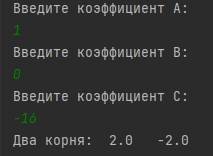 Введите коэффициент A:
1
Введите коэффициент B:
0
Введите коэффициент C:
-16
Два корня:  2.0   -2.0